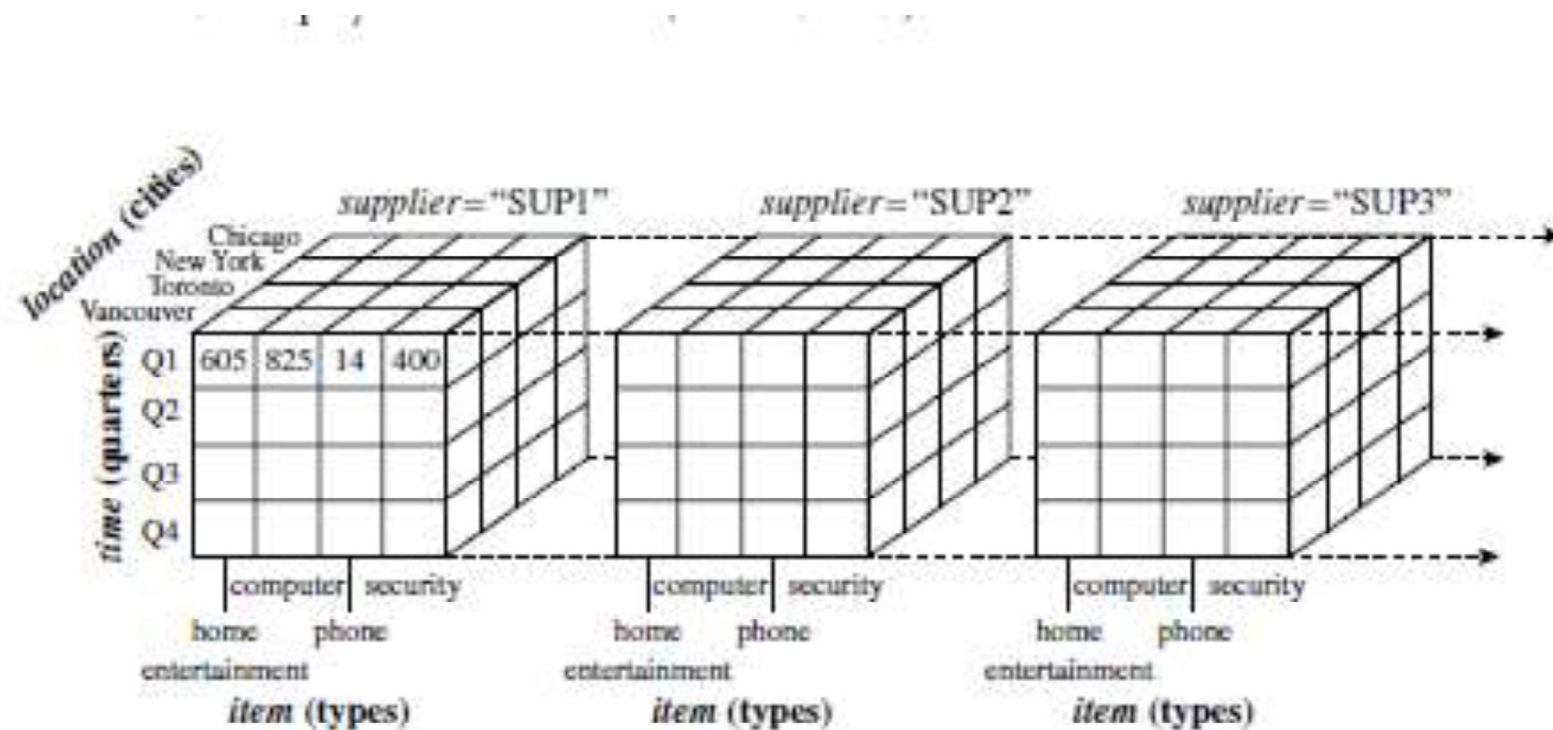 supplier=“SUP1” supplier=“SUP2” supplier=“SUP3”
location (cities)
Chicago
New York
Toronto
Vancouver
time (quarters)
Q1 605 825 14 400
Q2
Q3
Q4
computer security computer security computer security
home phone home phone home phone
entertainment entertainment entertainment
item (types) item (types) item (types)